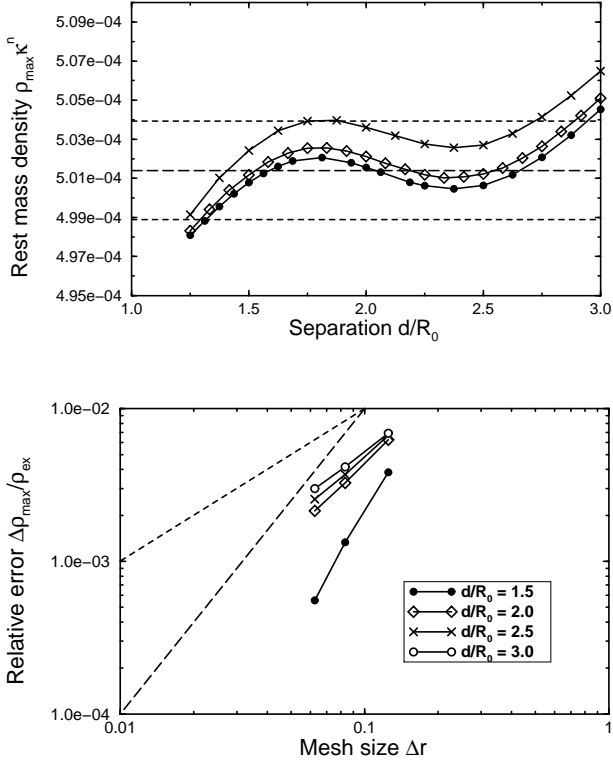 5.09e−04
5.07e−04
5.05e−04
5.03e−04
5.01e−04
4.99e−04
4.97e−04
4.95e−04
Rest mass density ρmaxκⁿ
1.0 1.5 2.0 2.5 3.0
Separation d/R₀
1.0e−02
1.0e−03
1.0e−04
Relative error Δρmax/ρex
d/R₀ = 1.5
d/R₀ = 2.0
d/R₀ = 2.5
d/R₀ = 3.0
0.01 0.1 1
Mesh size Δr